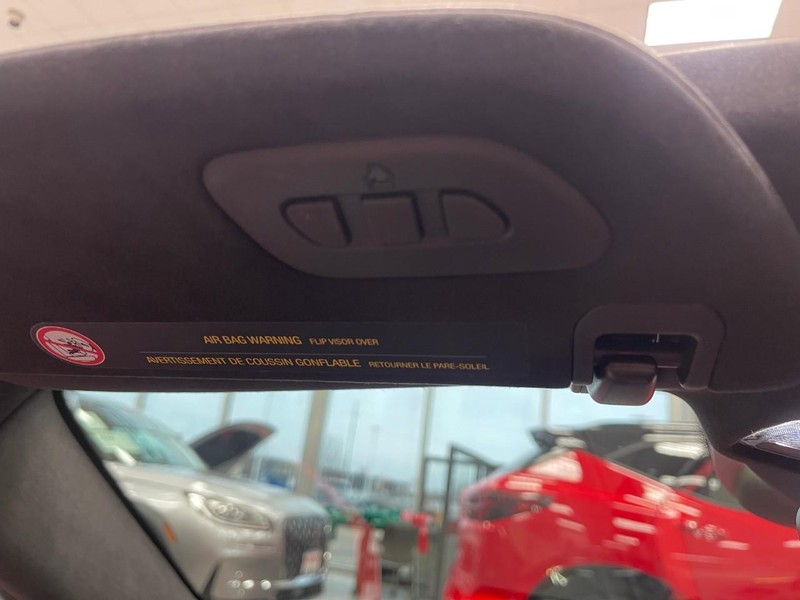 AIR BAG WARNING FLIP VISOR OVER
AVERTISSEMENT DE COUSSIN GONFLABLE RETOURNER LE PARE-SOLEIL